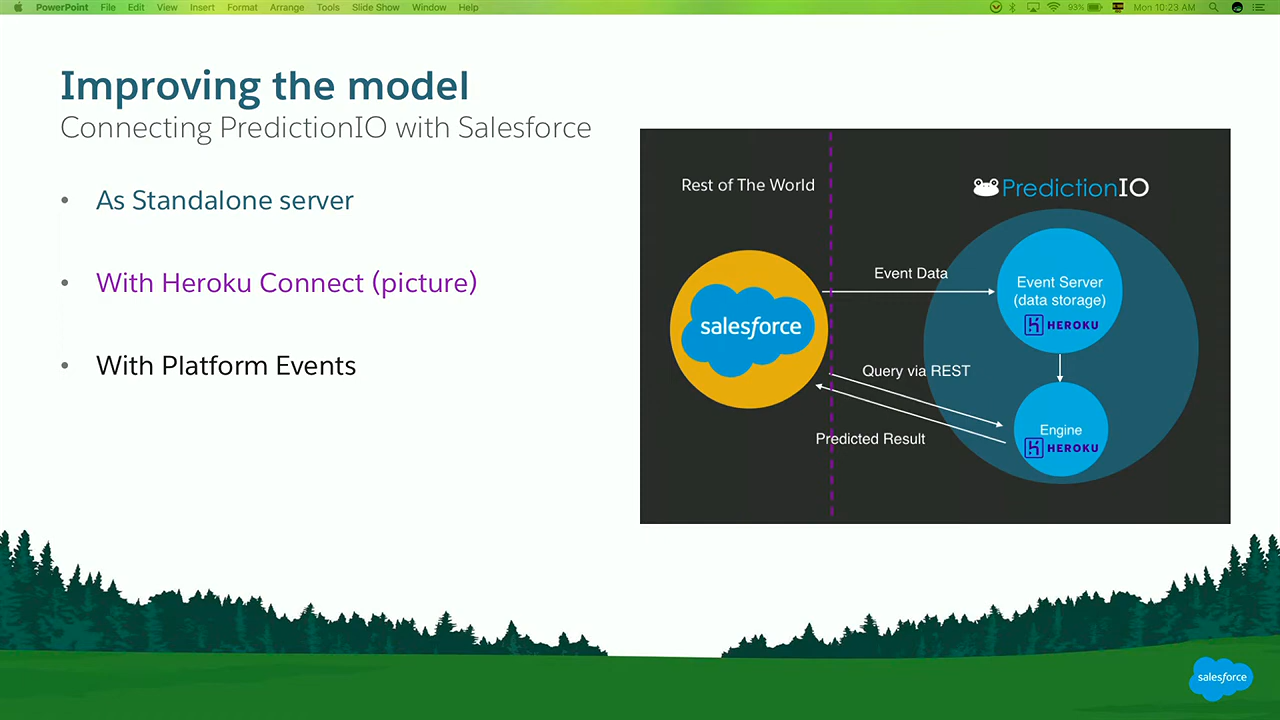 PowerPoint File Edit View Insert Format Arrange Tools Slide Show Window Help 93% Mon 10:23 AM
Improving the model
Connecting PredictionIO with Salesforce
• As Standalone server
• With Heroku Connect (picture)
• With Platform Events
Rest of The World
PredictionIO
salesforce
Event Data
Event Server
(data storage)
HEROKU
Query via REST
Predicted Result
Engine
HEROKU
salesforce